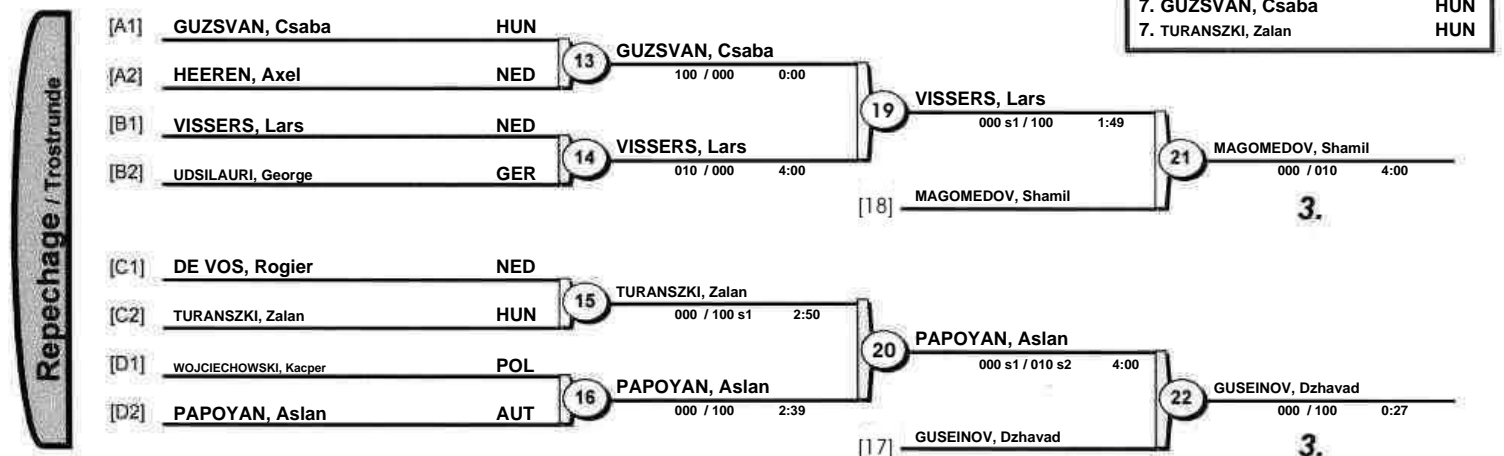 7. GUZSVAN, Csaba HUN
7. TURANSZKI, Zalan HUN
Repechage / Trostrunde
[A1] GUZSVAN, Csaba HUN
13 GUZSVAN, Csaba
100 / 000 0:00
[A2] HEEREN, Axel NED
19 VISSERS, Lars
000 s1 / 100 1:49
[B1] VISSERS, Lars NED
14 VISSERS, Lars
010 / 000 4:00
[B2] UDSILAURI, George GER
21 MAGOMEDOV, Shamil
000 / 010 4:00
[18] MAGOMEDOV, Shamil
3.
[C1] DE VOS, Rogier NED
15 TURANSZKI, Zalan
000 / 100 s1 2:50
[C2] TURANSZKI, Zalan HUN
20 PAPOYAN, Aslan
000 s1 / 010 s2 4:00
[D1] WOJCIECHOWSKI, Kacper POL
16 PAPOYAN, Aslan
000 / 100 2:39
[D2] PAPOYAN, Aslan AUT
22 GUSEINOV, Dzhavad
000 / 100 0:27
[17] GUSEINOV, Dzhavad
3.